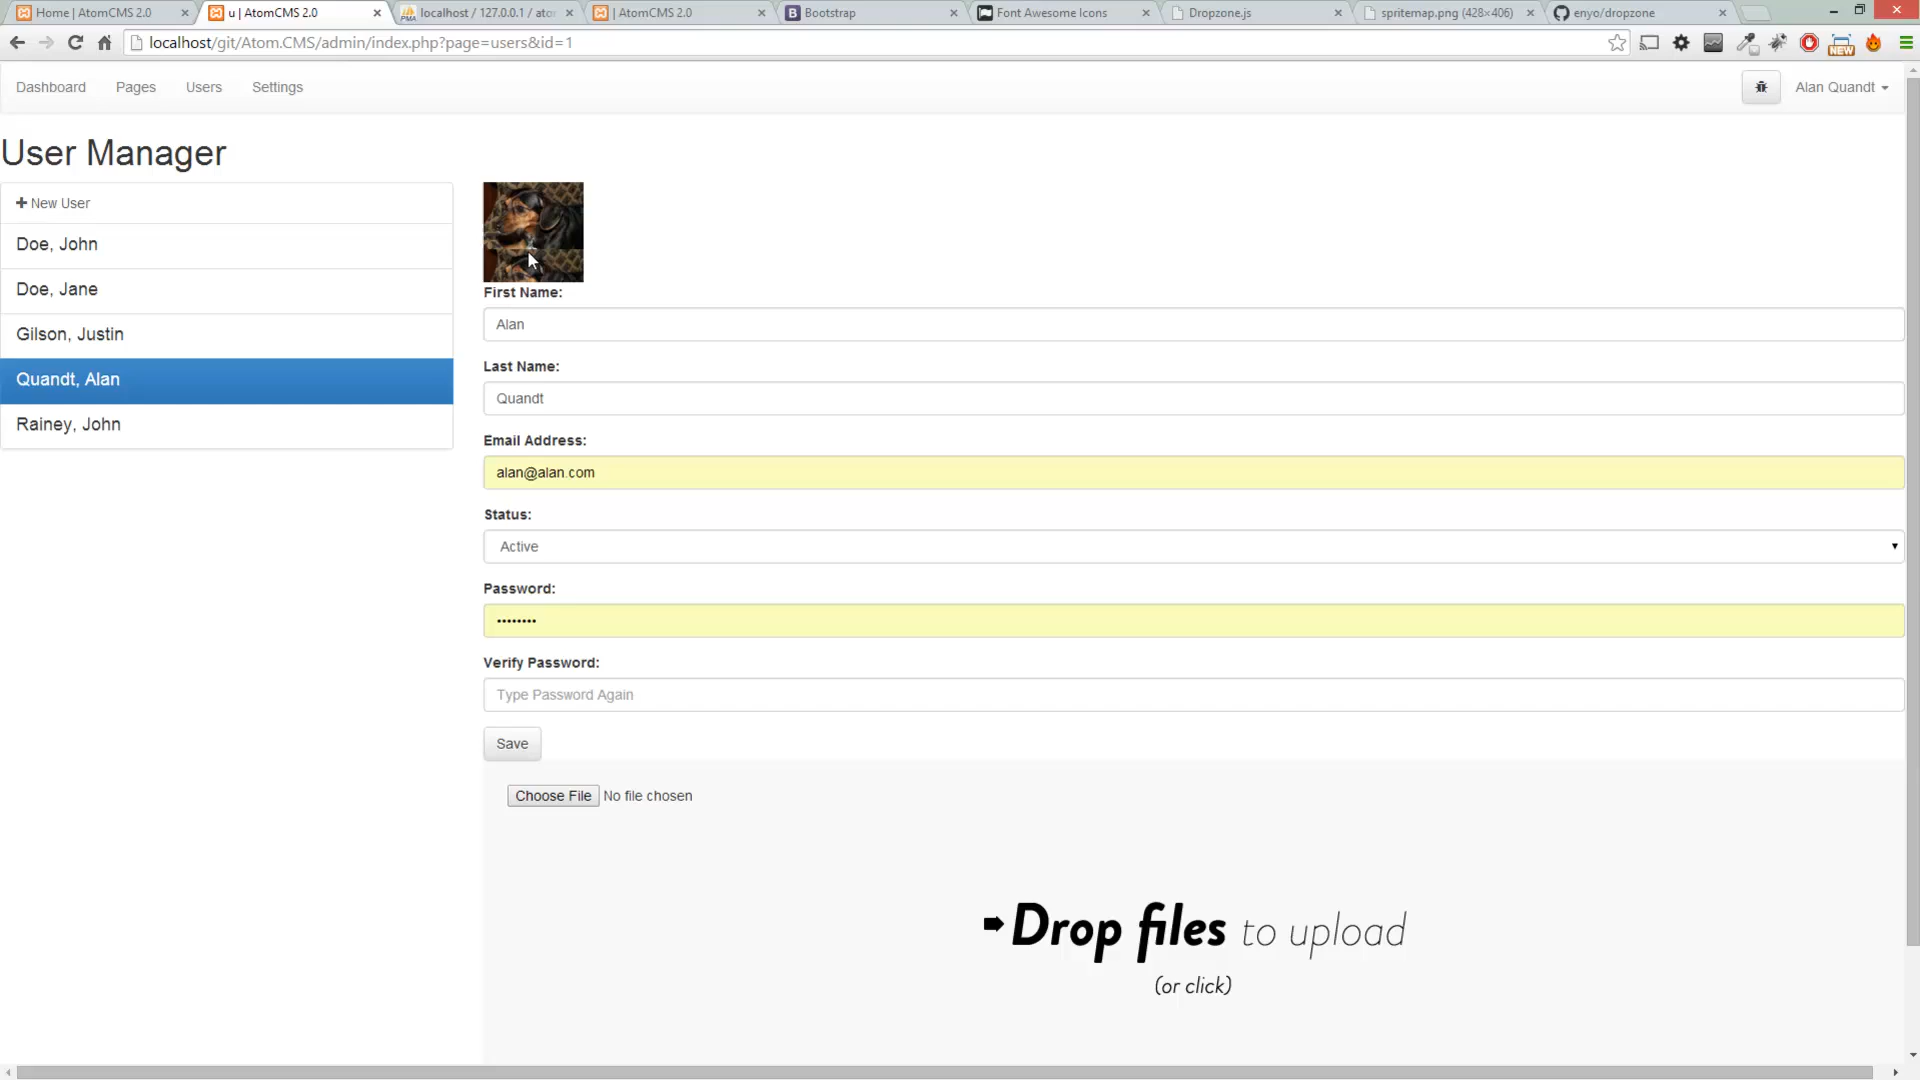 Home | AtomCMS 2.0
u | AtomCMS 2.0
localhost / 127.0.0.1 / ato
| AtomCMS 2.0
Bootstrap
Font Awesome Icons
Dropzone.js
spritemap.png (428×406)
enyo/dropzone
localhost/git/Atom.CMS/admin/index.php?page=users&id=1
NEW
Dashboard
Pages
Users
Settings
Alan Quandt
User Manager
New User
Doe, John
Doe, Jane
Gilson, Justin
Quandt, Alan
Rainey, John
First Name:
Alan
Last Name:
Quandt
Email Address:
alan@alan.com
Status:
Active
Password:
••••••••
Verify Password:
Type Password Again
Save
Choose File No file chosen
Drop files to upload
(or click)